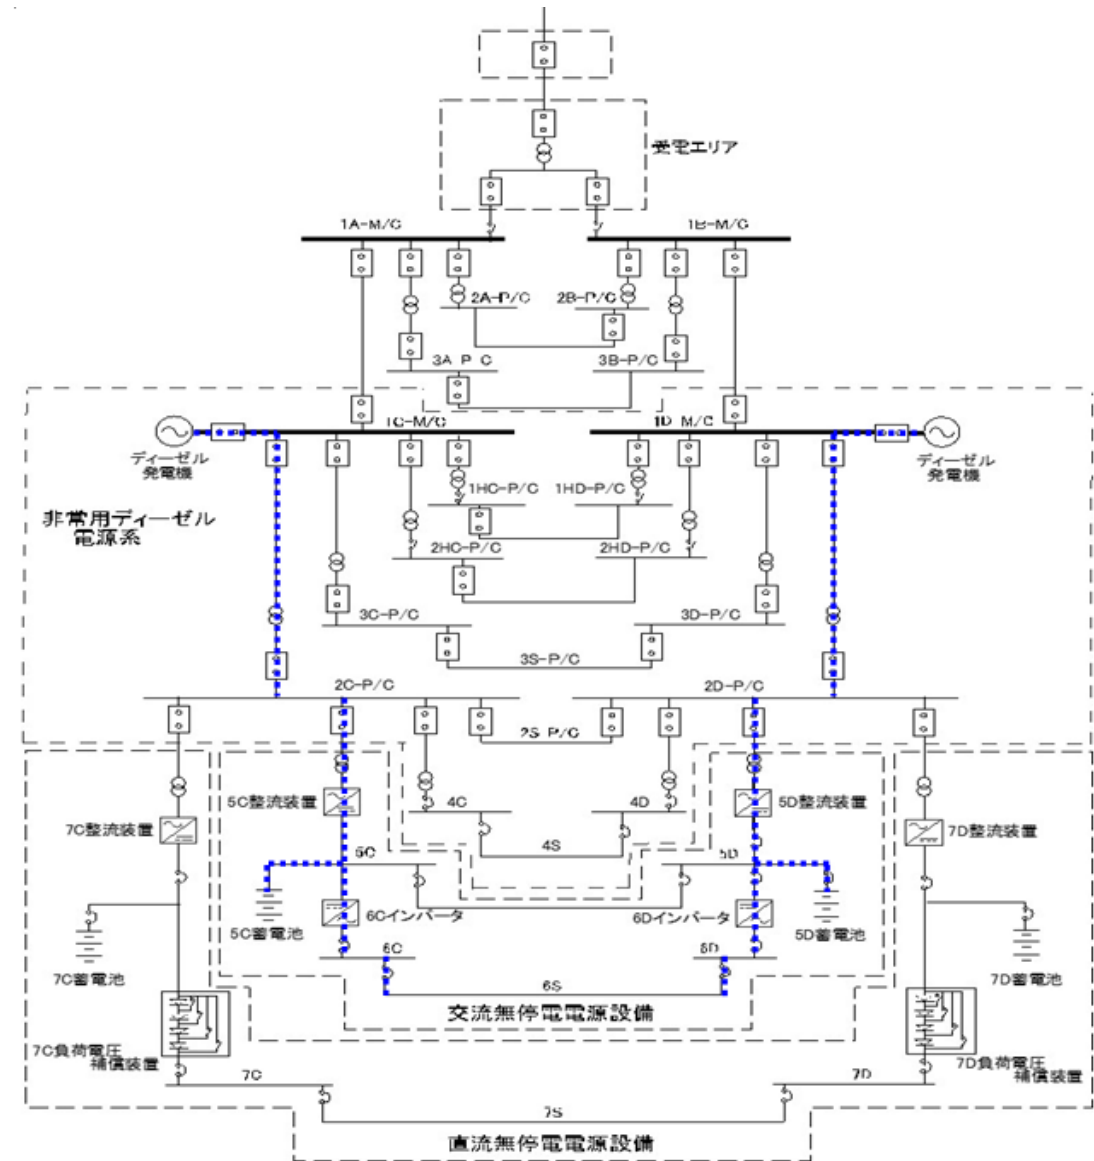 受電エリア
1A-M/C
1B-M/C
2A-P/C
2B-P/C
3A P C
3B-P/C
1C-M/C
1D M/C
ディーゼル
発電機
ディーゼル
発電機
1HC-P/C
1HD-P/C
非常用ディーゼル
電源系
2HC-P/C
2HD-P/C
3C-P/C
3D-P/C
3S-P/C
2C-P/C
2D-P/C
2S P/C
5C整流装置
4C
4D
5D整流装置
7C整流装置
7D整流装置
4S
5C
5D
5C蓄電池
6Cインバータ
6Dインバータ
5D蓄電池
6C
6D
7C蓄電池
7D蓄電池
6S
交流無停電電源設備
7C負荷電圧
補償装置
7D負荷電圧
補償装置
7C
7D
7S
直流無停電電源設備